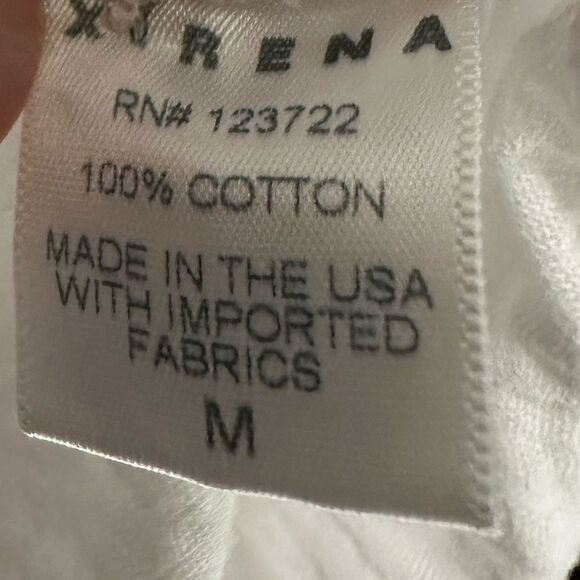 XIRENA
RN# 123722
100% COTTON
MADE IN THE USA
WITH IMPORTED
FABRICS
M